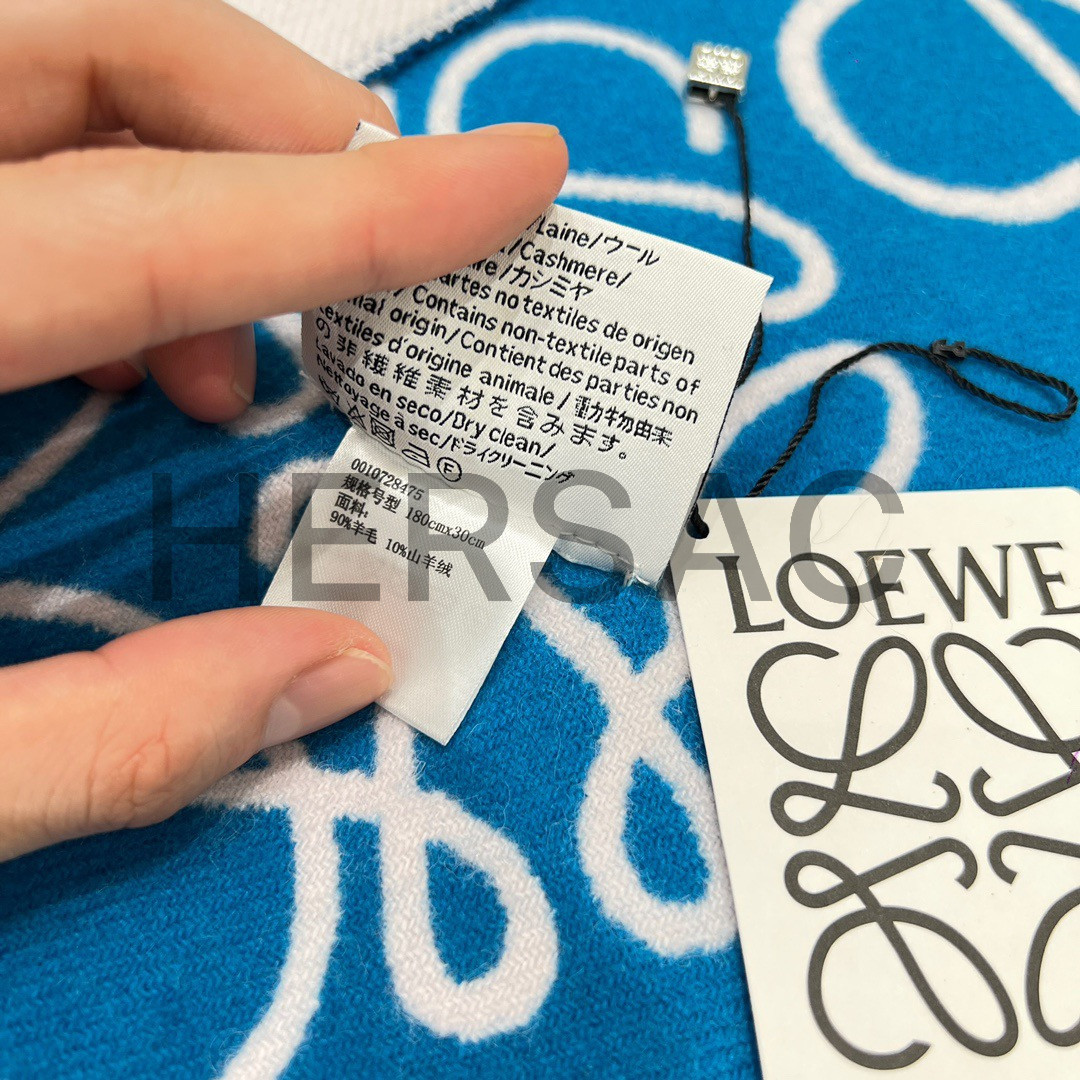 Laine/ウール
/Cashmere/
/カシミヤ
partes no textiles de origen
/ Contains non-textile parts of
origin/Contient des parties non
textiles d'origine animale / 動物由来
の非繊維素材を含みます。
Lavado en seco/Dry clean/
Nettoyage à sec/ドライクリーニング
F
0010728475
规格号型 180cmx30cm
面料:
90%羊毛 10%山羊绒
HERSAC
LOEWE